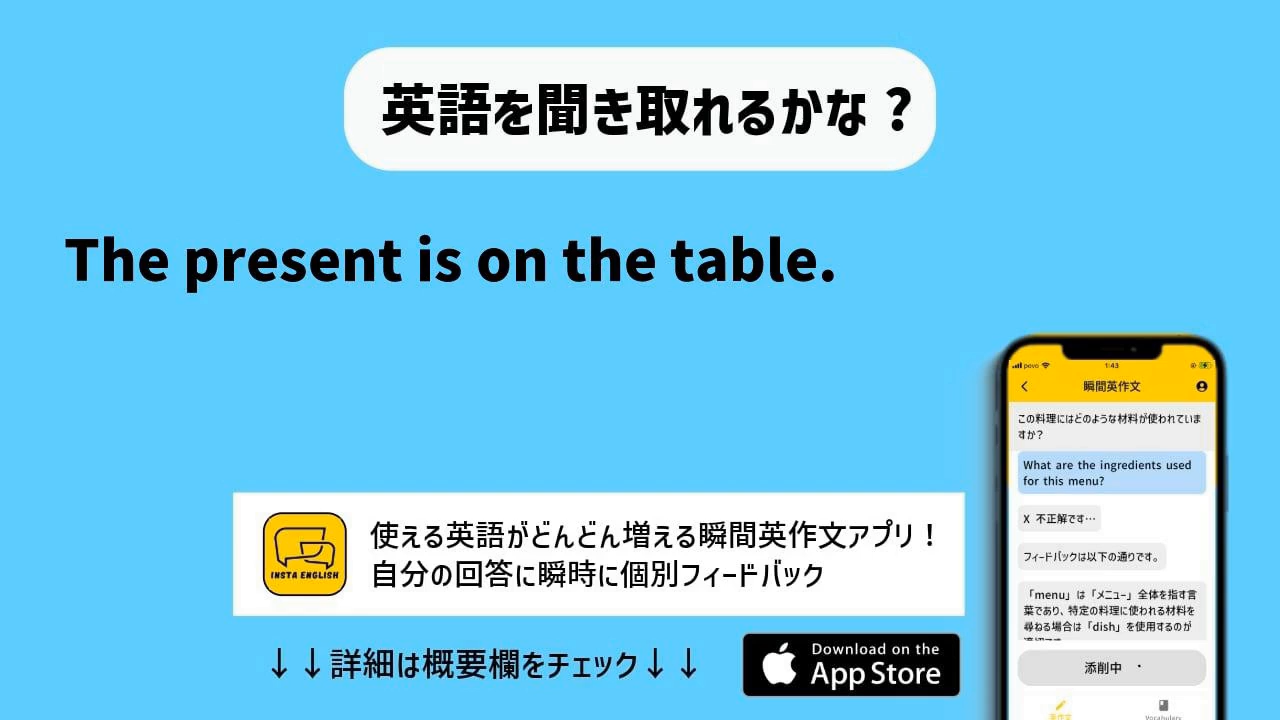 英語を聞き取れるかな?
The present is on the table.
povo
1:43
瞬間英作文
この料理にはどのような材料が使われていま
すか?
What are the ingredients used
for this menu?
X 不正解です…
フィードバックは以下の通りです。
「menu」は「メニュー」全体を指す言
葉であり、特定の料理に使われる材料を
尋ねる場合は「dish」を使用するのが
添削中
英作文
Vocabulary
INSTA ENGLISH
使える英語がどんどん増える瞬間英作文アプリ!
自分の回答に瞬時に個別フィードバック
↓↓詳細は概要欄をチェック↓↓
Download on the
App Store